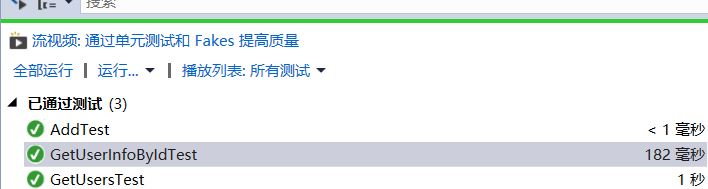 搜索
流视频: 通过单元测试和 Fakes 提高质量
全部运行 | 运行... | 播放列表: 所有测试
已通过测试 (3)
AddTest < 1 毫秒
GetUserInfoByIdTest 182 毫秒
GetUsersTest 1 秒